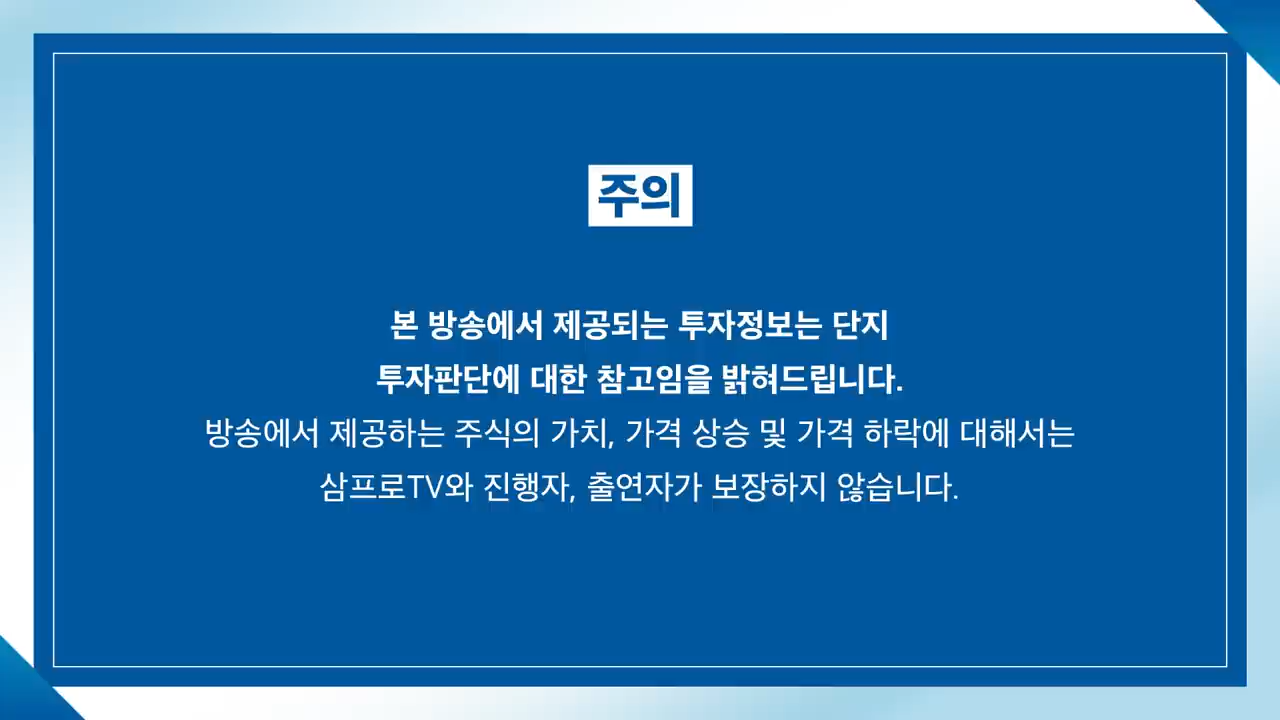 주의
본 방송에서 제공되는 투자정보는 단지
투자판단에 대한 참고임을 밝혀드립니다.
방송에서 제공하는 주식의 가치, 가격 상승 및 가격 하락에 대해서는
삼프로TV와 진행자, 출연자가 보장하지 않습니다.